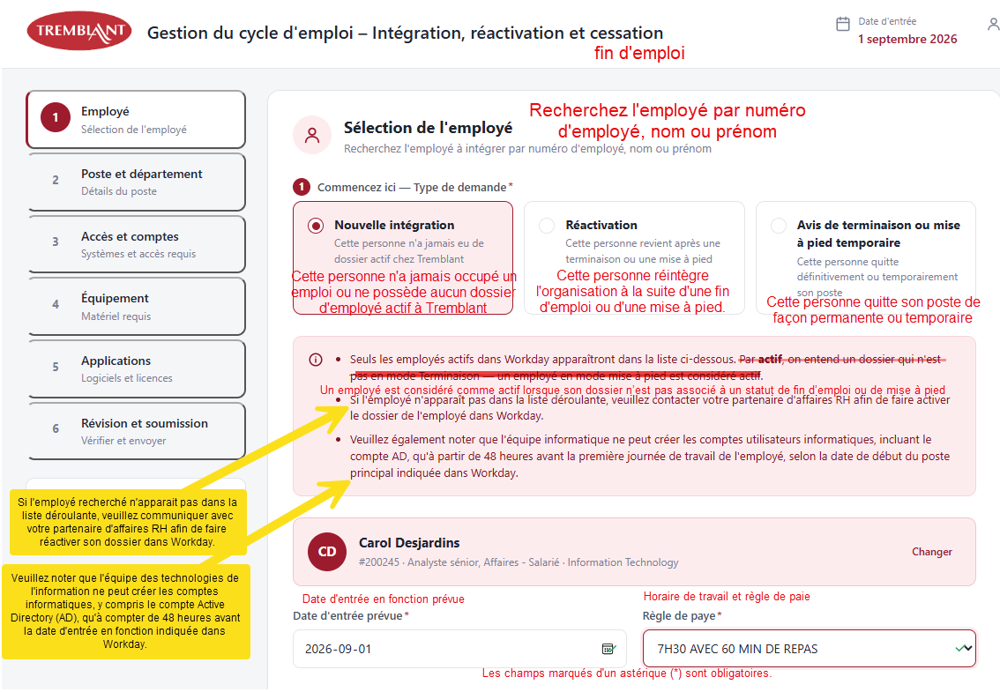 TREMBLANT
Gestion du cycle d'emploi – Intégration, réactivation et cessation
fin d'emploi
Date d'entrée
1 septembre 2026
1
Employé
Sélection de l'employé
2
Poste et département
Détails du poste
3
Accès et comptes
Systèmes et accès requis
4
Équipement
Matériel requis
5
Applications
Logiciels et licences
6
Révision et soumission
Vérifier et envoyer
Si l'employé recherché n'apparait pas dans la
liste déroulante, veuillez communiquer avec
votre partenaire d'affaires RH afin de faire
réactiver son dossier dans Workday.
Veuillez noter que l'équipe des technologies de
l'information ne peut créer les comptes
informatiques, y compris le compte Active
Directory (AD), qu'à compter de 48 heures avant
la date d'entrée en fonction indiquée dans
Workday.
Sélection de l'employé
Recherchez l'employé à intégrer par numéro d'employé, nom ou prénom
Recherchez l'employé par numéro
d'employé, nom ou prénom
1 Commencez ici — Type de demande*
Nouvelle intégration
Cette personne n'a jamais eu de
dossier actif chez Tremblant
Cette personne n'a jamais occupé un
emploi ou ne possède aucun dossier
d'employé actif à Tremblant
Réactivation
Cette personne revient après une
terminaison ou une mise à pied
Cette personne réintègre
l'organisation à la suite d'une fin
d'emploi ou d'une mise à pied.
Avis de terminaison ou mise
à pied temporaire
Cette personne quitte
définitivement ou temporairement
son poste
Cette personne quitte son poste de
façon permanente ou temporaire
Seuls les employés actifs dans Workday apparaîtront dans la liste ci-dessous. Par actif, on entend un dossier qui n'est
pas en mode Terminaison — un employé en mode mise à pied est considéré actif.
Un employé est considéré comme actif lorsque son dossier n'est pas associé à un statut de fin d'emploi ou de mise à pied
Si l'employé n'apparaît pas dans la liste déroulante, veuillez contacter votre partenaire d'affaires RH afin de faire activer
le dossier de l'employé dans Workday.
Veuillez également noter que l'équipe informatique ne peut créer les comptes utilisateurs informatiques, incluant le
compte AD, qu'à partir de 48 heures avant la première journée de travail de l'employé, selon la date de début du poste
principal indiquée dans Workday.
CD
Carol Desjardins
#200245 · Analyste sénior, Affaires - Salarié · Information Technology
Changer
Date d'entrée en fonction prévue
Date d'entrée prévue*
2026-09-01
Horaire de travail et règle de paie
Règle de paye*
7H30 AVEC 60 MIN DE REPAS
Les champs marqués d'un astérique (*) sont obligatoires.